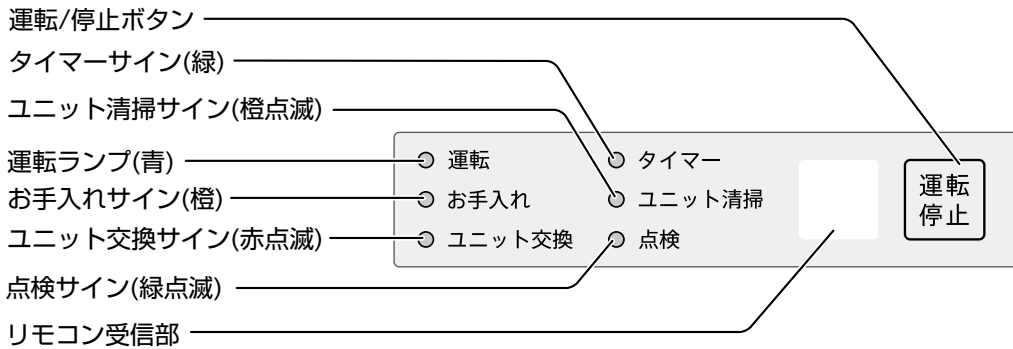 運転/停止ボタン
タイマーサイン(緑)
ユニット清掃サイン(橙点滅)
運転ランプ(青)
お手入れサイン(橙)
ユニット交換サイン(赤点滅)
点検サイン(緑点滅)
リモコン受信部
運転
タイマー
お手入れ
ユニット清掃
ユニット交換
点検
運転
停止